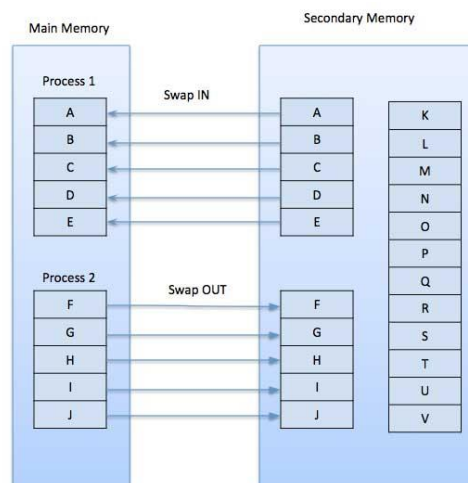 Main Memory
Secondary Memory
Process 1
Swap IN
A
B
C
D
E
A
B
C
D
E
Process 2
Swap OUT
F
G
H
I
J
F
G
H
I
J
K
L
M
N
O
P
Q
R
S
T
U
V